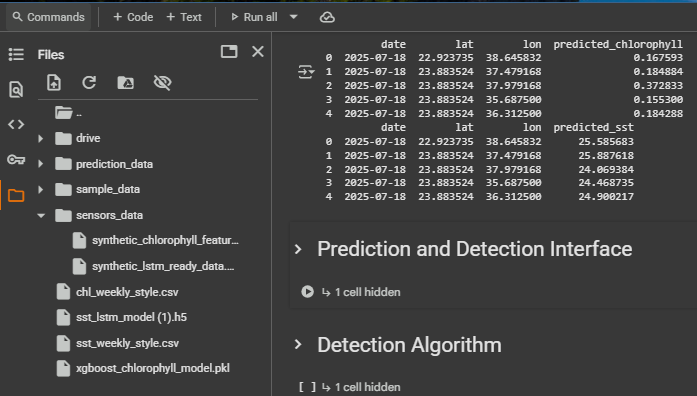 Commands + Code + Text Run all
Files
..
drive
prediction_data
sample_data
sensors_data
synthetic_chlorophyll_featur...
synthetic_lstm_ready_data....
chl_weekly_style.csv
sst_lstm_model (1).h5
sst_weekly_style.csv
xgboost_chlorophyll_model.pkl
date lat lon predicted_chlorophyll
0 2025-07-18 22.923735 38.645832 0.167593
1 2025-07-18 23.883524 37.479168 0.184884
2 2025-07-18 23.883524 37.979168 0.372833
3 2025-07-18 23.883524 35.687500 0.155300
4 2025-07-18 23.883524 36.312500 0.184288
date lat lon predicted_sst
0 2025-07-18 22.923735 38.645832 25.585683
1 2025-07-18 23.883524 37.479168 25.887618
2 2025-07-18 23.883524 37.979168 24.069384
3 2025-07-18 23.883524 35.687500 24.468735
4 2025-07-18 23.883524 36.312500 24.900217
Prediction and Detection Interface
1 cell hidden
Detection Algorithm
[ ] 1 cell hidden